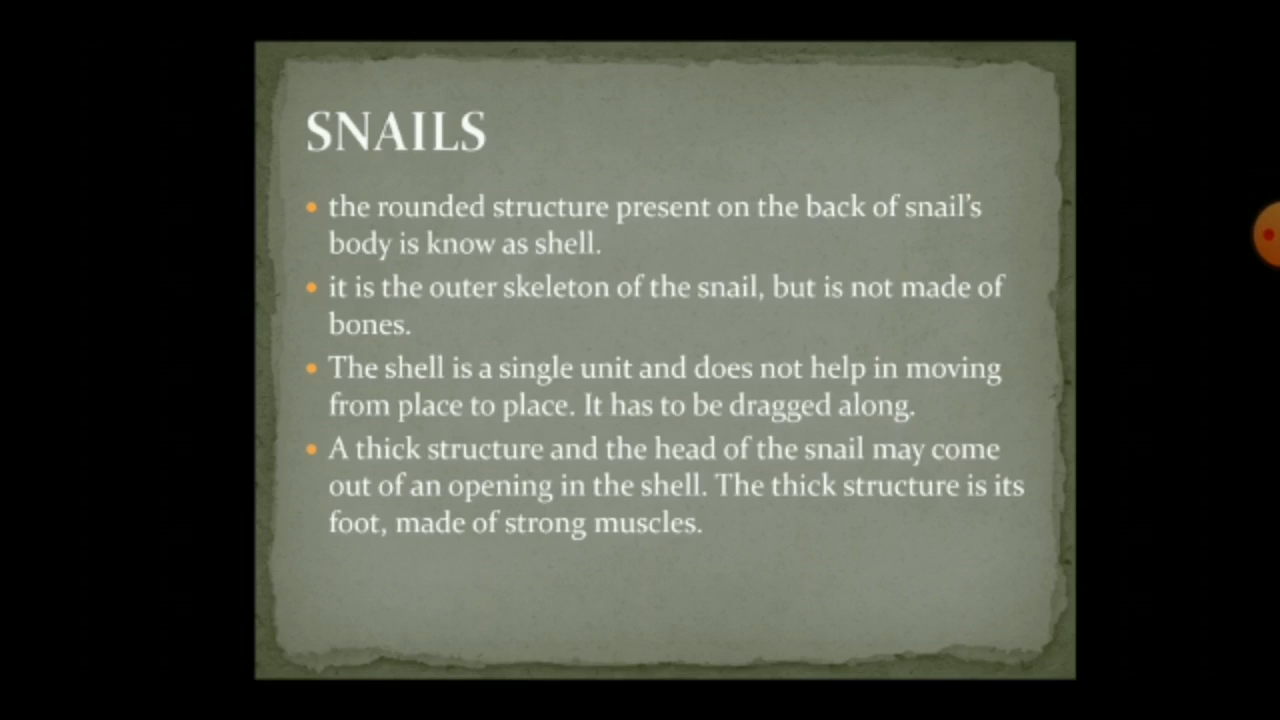 SNAILS
• the rounded structure present on the back of snail's
body is know as shell.
• it is the outer skeleton of the snail, but is not made of
bones.
• The shell is a single unit and does not help in moving
from place to place. It has to be dragged along.
• A thick structure and the head of the snail may come
out of an opening in the shell. The thick structure is its
foot, made of strong muscles.